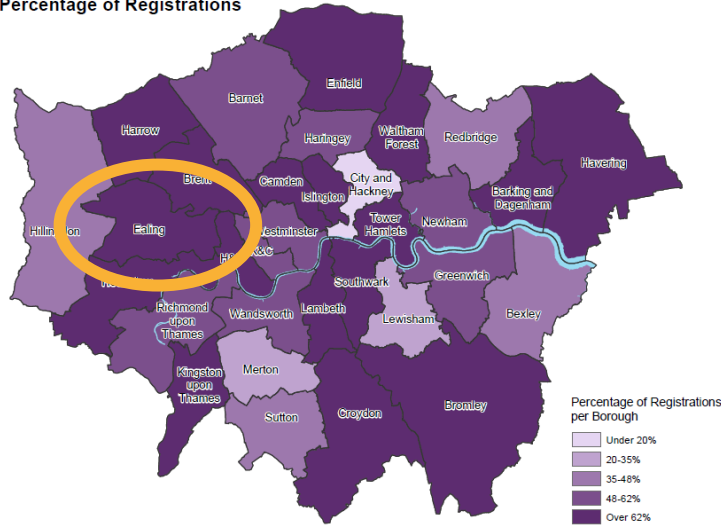 Percentage of Registrations
Enfield
Barnet
Harrow
Haringey
Waltham
Forest
Redbridge
Havering
Brent
Camden
Islington
City and
Hackney
Barking and
Dagenham
Hillingdon
Ealing
Westminster
Tower
Hamlets
Newham
K&C
Southwark
Greenwich
Richmond
upon
Thames
Wandsworth
Lambeth
Lewisham
Bexley
Kingston
upon
Thames
Merton
Sutton
Croydon
Bromley
Percentage of Registrations
per Borough
Under 20%
20-35%
35-48%
48-62%
Over 62%